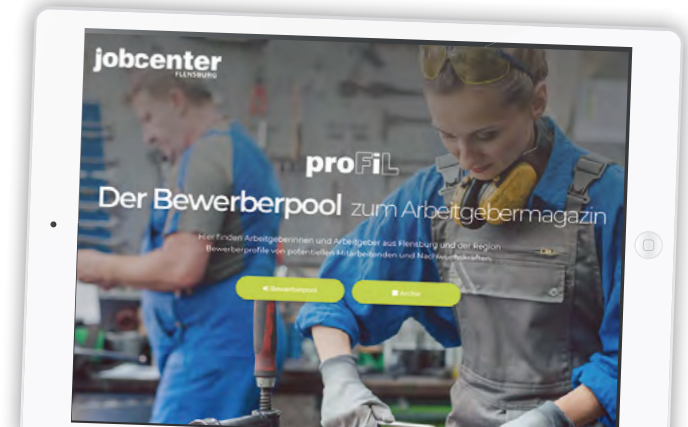 jobcenter
FLENSBURG
proFiL
Der Bewerberpool zum Arbeitgebermagazin
Hier finden Arbeitgeberinnen und Arbeitgeber aus Flensburg und der Region
Bewerberprofile von potentiellen Mitarbeitenden und Nachwuchskräften.
Bewerberpool
Archiv